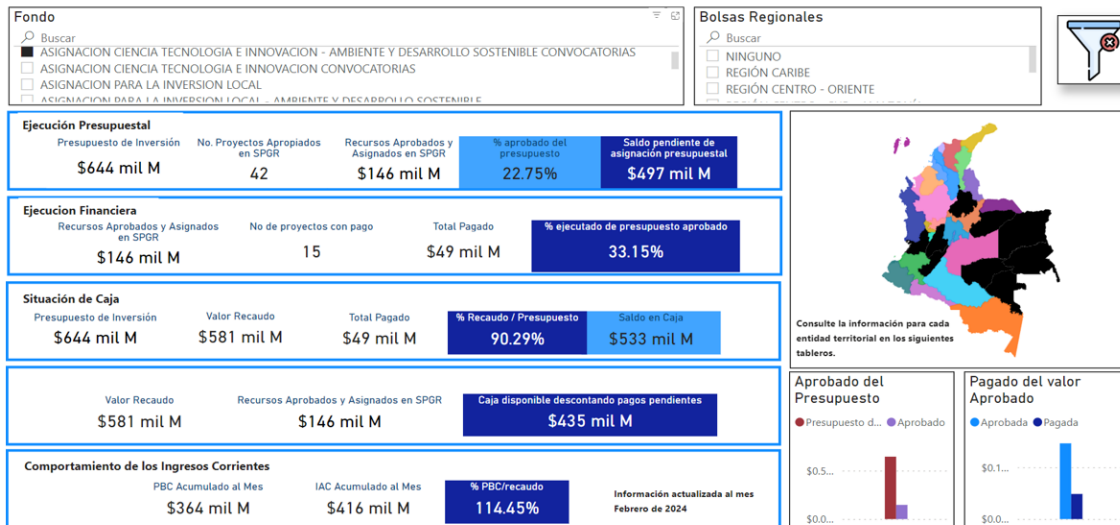 Fondo
Buscar
ASIGNACION CIENCIA TECNOLOGIA E INNOVACION - AMBIENTE Y DESARROLLO SOSTENIBLE CONVOCATORIAS
ASIGNACION CIENCIA TECNOLOGIA E INNOVACION CONVOCATORIAS
ASIGNACION PARA LA INVERSION LOCAL
ASIGNACION PARA LA INVERSION LOCAL - AMBIENTE Y DESARROLLO SOSTENIBLE
Bolsas Regionales
Buscar
NINGUNO
REGIÓN CARIBE
REGIÓN CENTRO - ORIENTE
Ejecución Presupuestal
Presupuesto de Inversión
$644 mil M
No. Proyectos Apropiados
en SPGR
42
Recursos Aprobados y
Asignados en SPGR
$146 mil M
% aprobado del
presupuesto
22.75%
Saldo pendiente de
asignación presupuestal
$497 mil M
Ejecucion Financiera
Recursos Aprobados y Asignados
en SPGR
$146 mil M
No de proyectos con pago
15
Total Pagado
$49 mil M
% ejecutado de presupuesto aprobado
33.15%
Situación de Caja
Presupuesto de Inversión
$644 mil M
Valor Recaudo
$581 mil M
Total Pagado
$49 mil M
% Recaudo / Presupuesto
90.29%
Saldo en Caja
$533 mil M
Valor Recaudo
$581 mil M
Recursos Aprobados y Asignados en SPGR
$146 mil M
Caja disponible descontando pagos pendientes
$435 mil M
Comportamiento de los Ingresos Corrientes
PBC Acumulado al Mes
$364 mil M
IAC Acumulado al Mes
$416 mil M
% PBC/recaudo
114.45%
Información actualizada al mes
Febrero de 2024
Consulte la información para cada
entidad territorial en los siguientes
tableros.
Aprobado del
Presupuesto
Presupuesto d... Aprobado
$0.5...
$0.0...
Pagado del valor
Aprobado
Aprobada Pagada
$0.1...
$0.0...